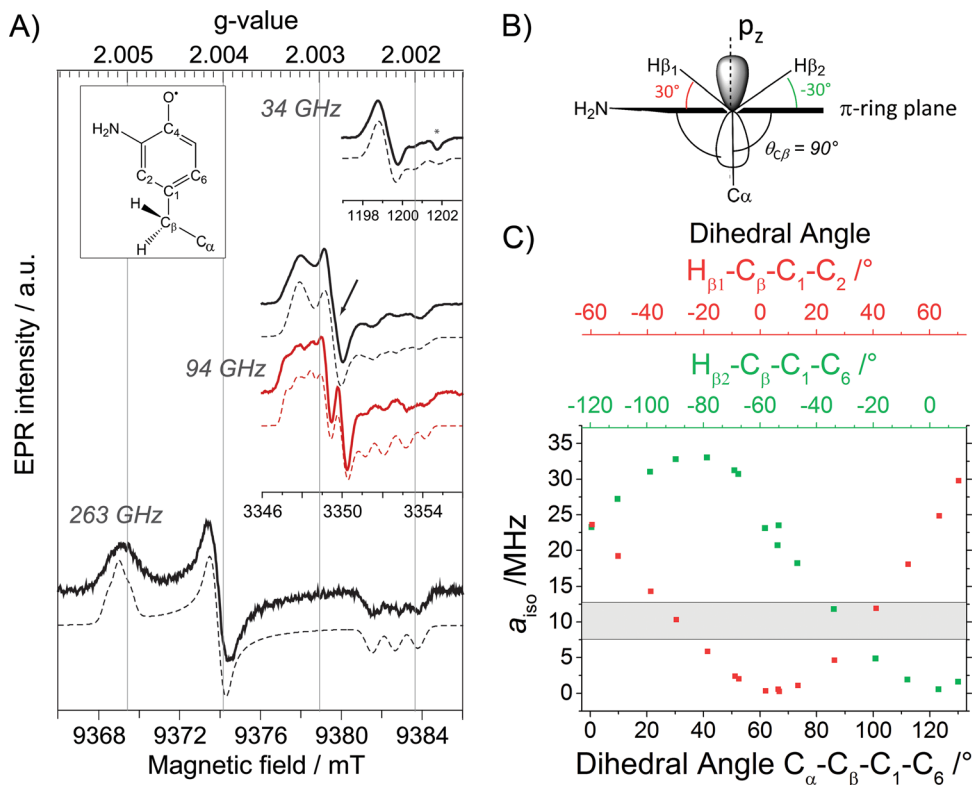 A)
g-value
2.005 2.004 2.003 2.002
O•
C4
H₂N
C2 C6
C1
H
Cβ
H Cα
34 GHz
*
1198 1200 1202
94 GHz
3346 3350 3354
263 GHz
EPR intensity / a.u.
9368 9372 9376 9380 9384
Magnetic field / mT
B)
pz
Hβ1 Hβ2
30° -30°
H₂N π-ring plane
θCβ = 90°
Cα
C)
Dihedral Angle
Hβ1-Cβ-C1-C2 /°
-60 -40 -20 0 20 40 60
Hβ2-Cβ-C1-C6 /°
-120 -100 -80 -60 -40 -20 0
35
30
25
20
15
10
5
0
aiso /MHz
0 20 40 60 80 100 120
Dihedral Angle Cα-Cβ-C1-C6 /°